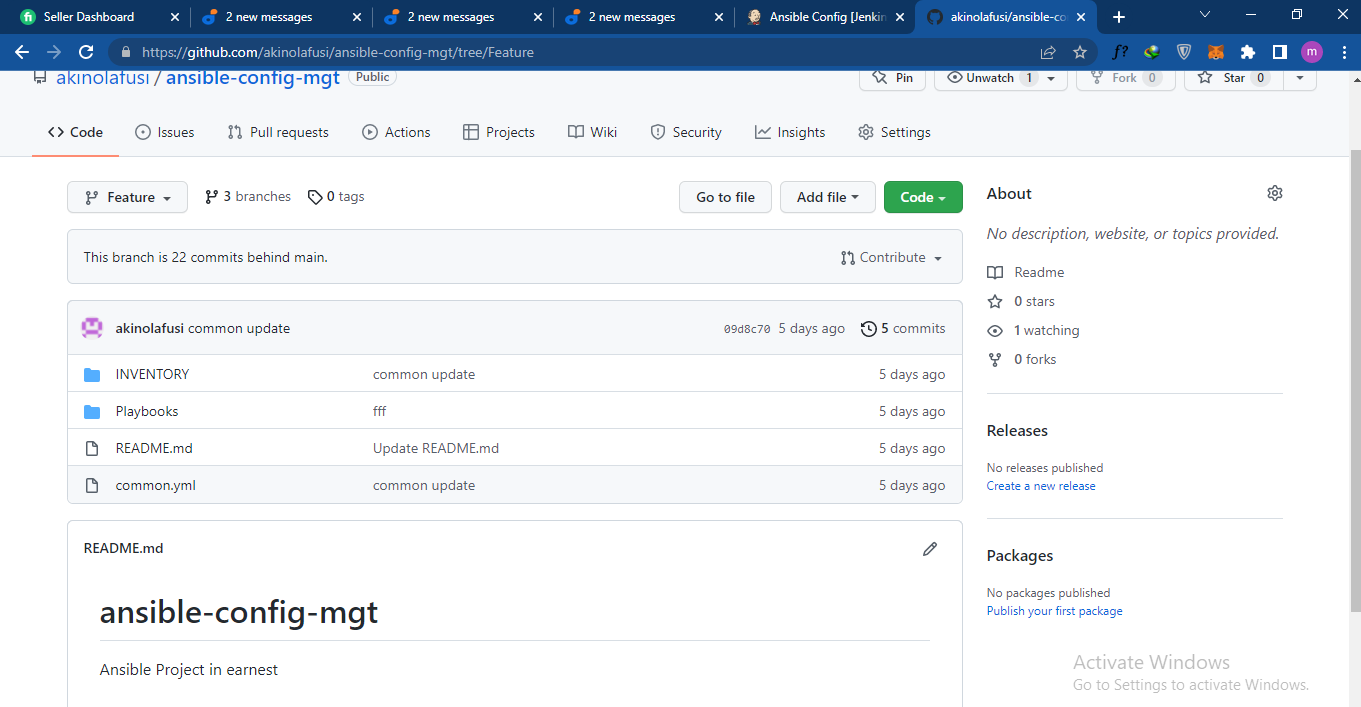 Seller Dashboard
2 new messages
2 new messages
2 new messages
Ansible Config [Jenkin
akinolafusi/ansible-co
https://github.com/akinolafusi/ansible-config-mgt/tree/Feature
f?
m
akinolafusi / ansible-config-mgt Public
Pin
Unwatch 1
Fork 0
Star 0
Code
Issues
Pull requests
Actions
Projects
Wiki
Security
Insights
Settings
Feature
3 branches
0 tags
Go to file
Add file
Code
This branch is 22 commits behind main.
Contribute
akinolafusi common update
09d8c70 5 days ago
5 commits
INVENTORY common update 5 days ago
Playbooks fff 5 days ago
README.md Update README.md 5 days ago
common.yml common update 5 days ago
README.md
ansible-config-mgt
Ansible Project in earnest
About
No description, website, or topics provided.
Readme
0 stars
1 watching
0 forks
Releases
No releases published
Create a new release
Packages
No packages published
Publish your first package
Activate Windows
Go to Settings to activate Windows.